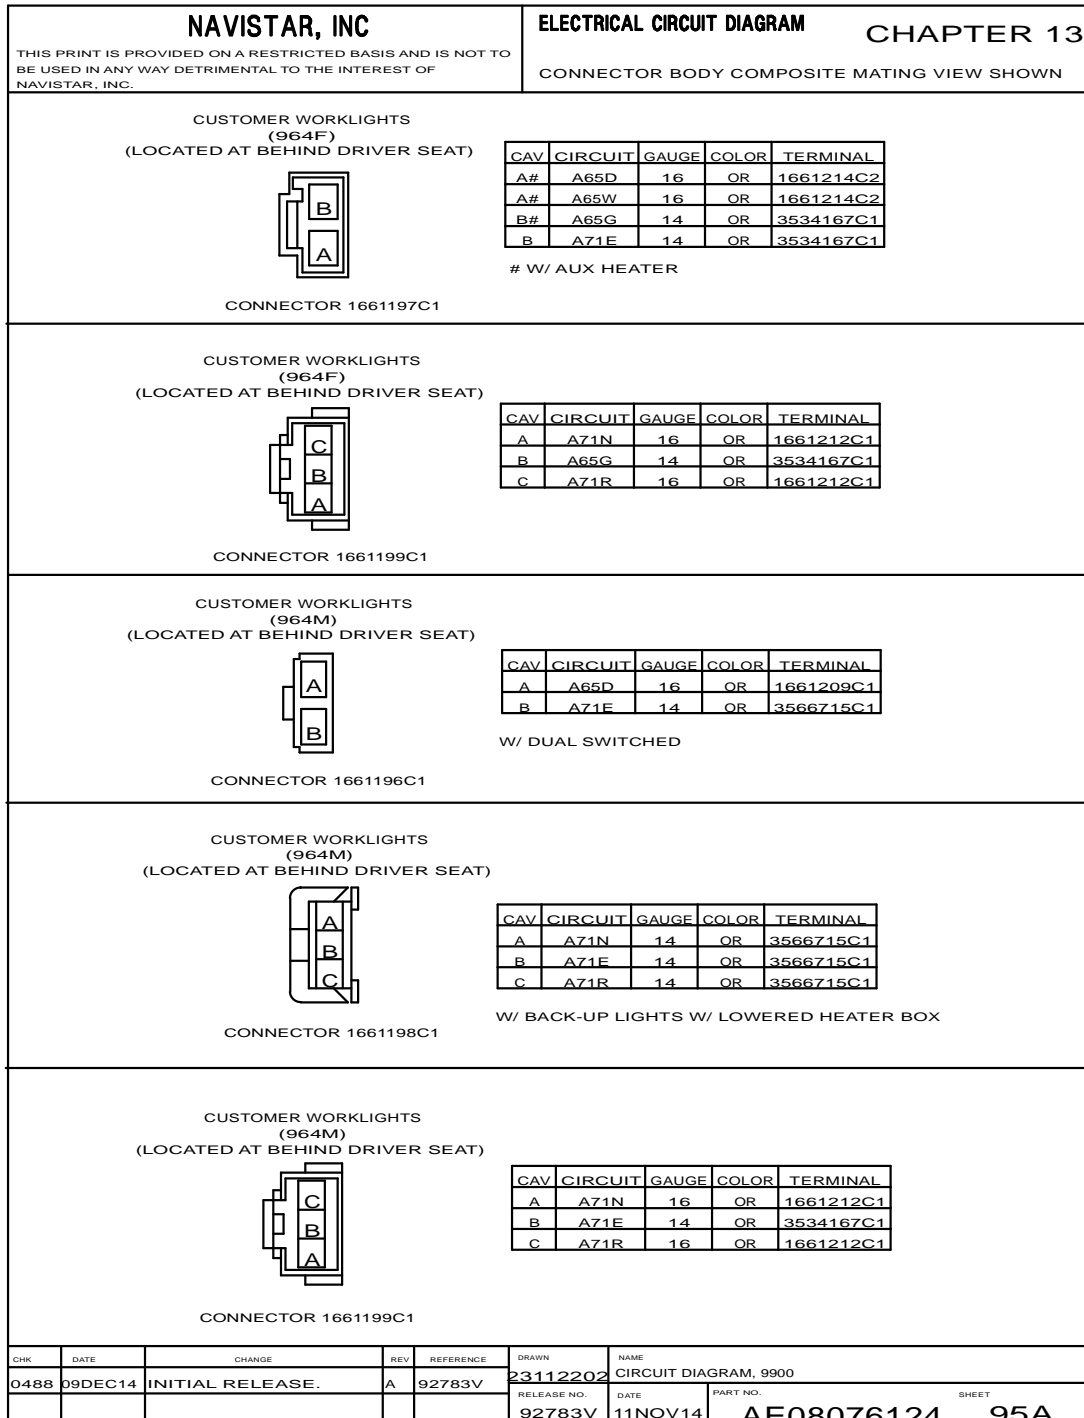 NAVISTAR, INC
THIS PRINT IS PROVIDED ON A RESTRICTED BASIS AND IS NOT TO
BE USED IN ANY WAY DETRIMENTAL TO THE INTEREST OF
NAVISTAR, INC.
ELECTRICAL CIRCUIT DIAGRAM
CHAPTER 13
CONNECTOR BODY COMPOSITE MATING VIEW SHOWN
CUSTOMER WORKLIGHTS
(964F)
(LOCATED AT BEHIND DRIVER SEAT)
B
A
CONNECTOR 1661197C1
CAV CIRCUIT GAUGE COLOR TERMINAL
A# A65D 16 OR 1661214C2
A# A65W 16 OR 1661214C2
B# A65G 14 OR 3534167C1
B A71E 14 OR 3534167C1
# W/ AUX HEATER
CUSTOMER WORKLIGHTS
(964F)
(LOCATED AT BEHIND DRIVER SEAT)
C
B
A
CONNECTOR 1661199C1
CAV CIRCUIT GAUGE COLOR TERMINAL
A A71N 16 OR 1661212C1
B A65G 14 OR 3534167C1
C A71R 16 OR 1661212C1
CUSTOMER WORKLIGHTS
(964M)
(LOCATED AT BEHIND DRIVER SEAT)
A
B
CONNECTOR 1661196C1
CAV CIRCUIT GAUGE COLOR TERMINAL
A A65D 16 OR 1661209C1
B A71E 14 OR 3566715C1
W/ DUAL SWITCHED
CUSTOMER WORKLIGHTS
(964M)
(LOCATED AT BEHIND DRIVER SEAT)
A
B
C
CONNECTOR 1661198C1
CAV CIRCUIT GAUGE COLOR TERMINAL
A A71N 14 OR 3566715C1
B A71E 14 OR 3566715C1
C A71R 14 OR 3566715C1
W/ BACK-UP LIGHTS W/ LOWERED HEATER BOX
CUSTOMER WORKLIGHTS
(964M)
(LOCATED AT BEHIND DRIVER SEAT)
C
B
A
CONNECTOR 1661199C1
CAV CIRCUIT GAUGE COLOR TERMINAL
A A71N 16 OR 1661212C1
B A71E 14 OR 3534167C1
C A71R 16 OR 1661212C1
CHK DATE CHANGE REV REFERENCE
0488 09DEC14 INITIAL RELEASE. A 92783V
DRAWN
23112202
NAME
CIRCUIT DIAGRAM, 9900
RELEASE NO.
92783V
DATE
11NOV14
PART NO.
AE08076124
SHEET
95A